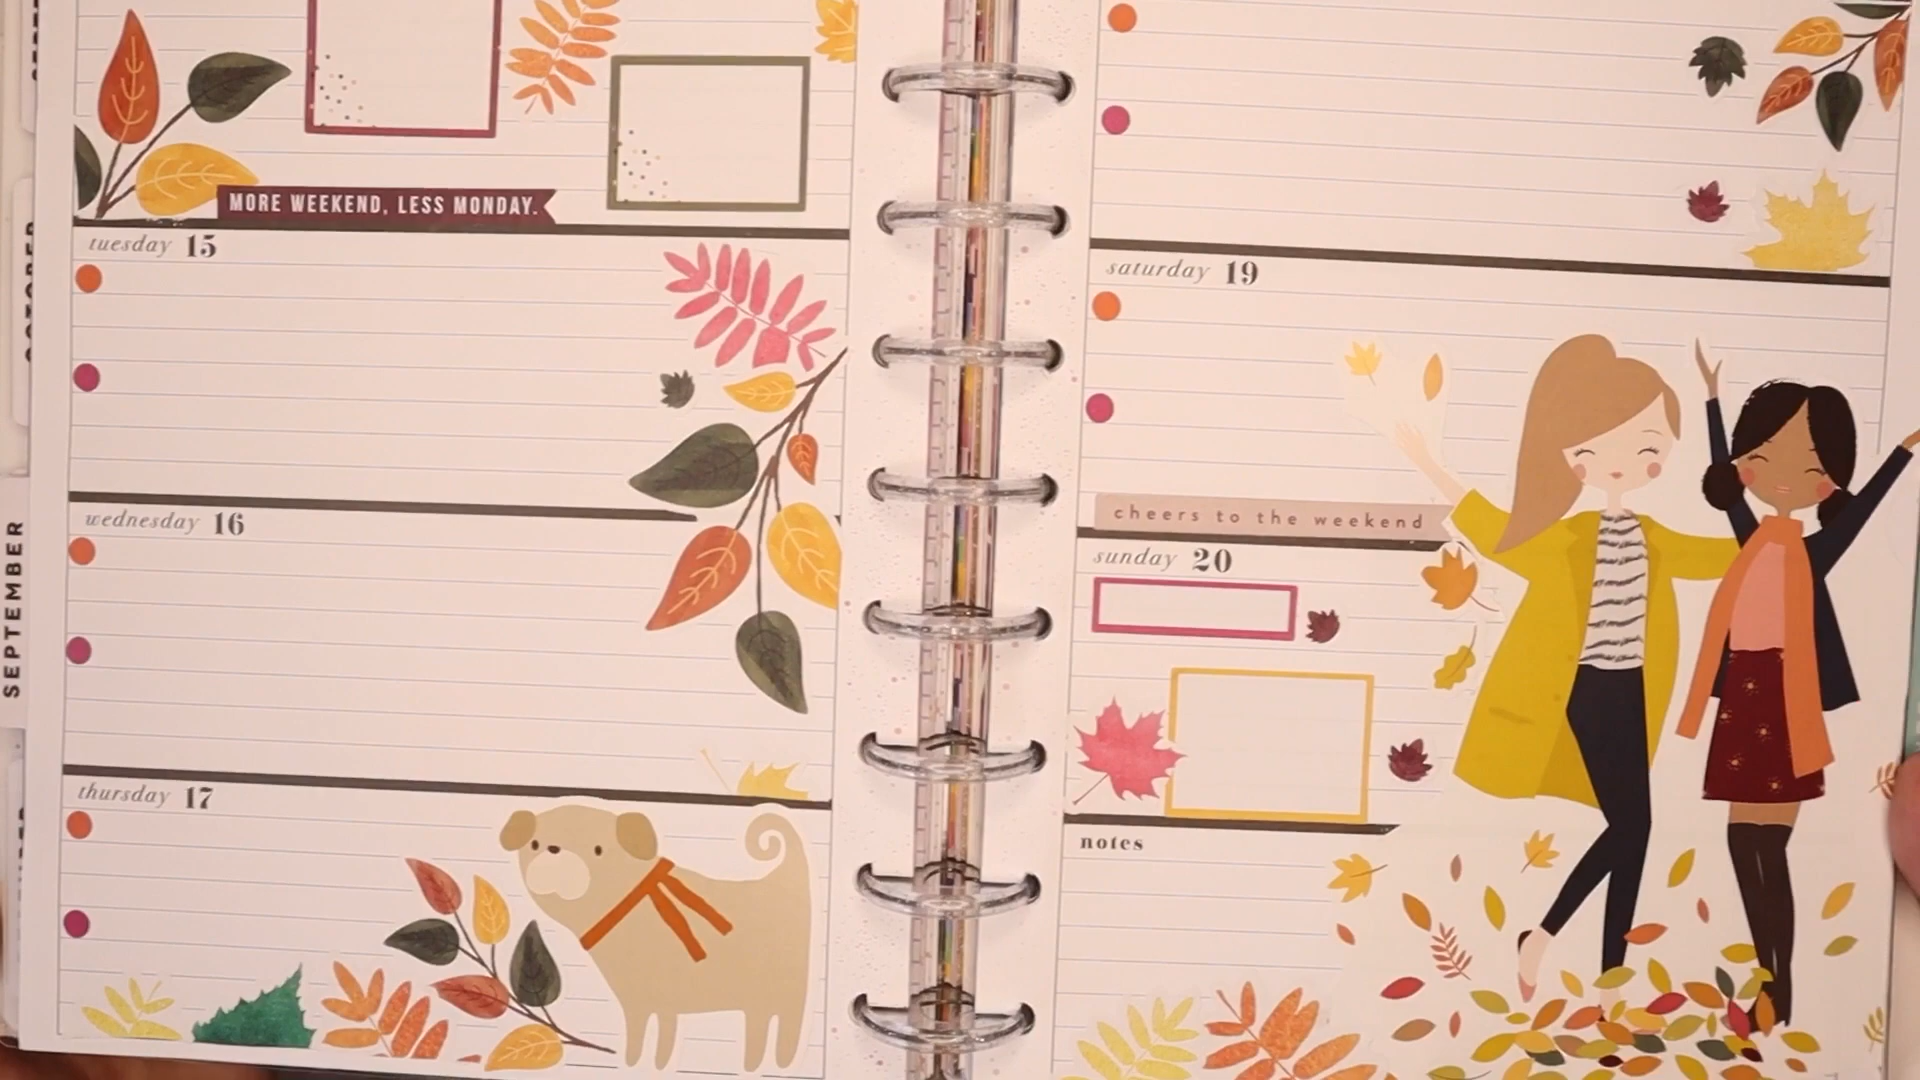 MORE WEEKEND, LESS MONDAY.
tuesday 15
wednesday 16
thursday 17
saturday 19
cheers to the weekend
sunday 20
notes
OCTOBER
SEPTEMBER